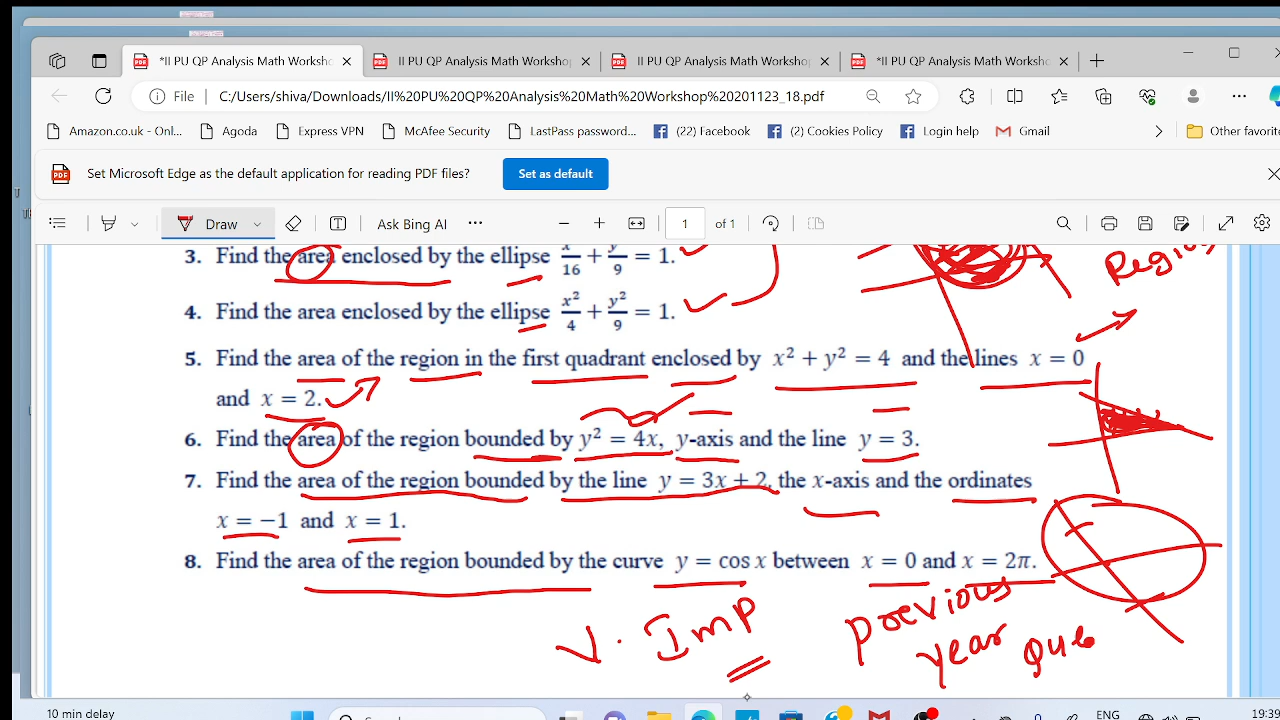 *II PU QP Analysis Math Worksho
II PU QP Analysis Math Workshop
II PU QP Analysis Math Workshop
*II PU QP Analysis Math Worksho
File
C:/Users/shiva/Downloads/II%20PU%20QP%20Analysis%20Math%20Workshop%20201123_18.pdf
Amazon.co.uk - Onl...
Agoda
Express VPN
McAfee Security
LastPass password...
(22) Facebook
(2) Cookies Policy
Login help
Gmail
Other favorite
Set Microsoft Edge as the default application for reading PDF files?
Set as default
Draw
Ask Bing AI
1
of 1
3. Find the area enclosed by the ellipse x/16 + y/9 = 1.
Region
4. Find the area enclosed by the ellipse x²/4 + y²/9 = 1.
5. Find the area of the region in the first quadrant enclosed by x² + y² = 4 and the lines x = 0
and x = 2.
6. Find the area of the region bounded by y² = 4x, y-axis and the line y = 3.
7. Find the area of the region bounded by the line y = 3x + 2, the x-axis and the ordinates
x = −1 and x = 1.
8. Find the area of the region bounded by the curve y = cos x between x = 0 and x = 2π.
V. Imp
previous
year Que
10 min delay
ENG
19:39